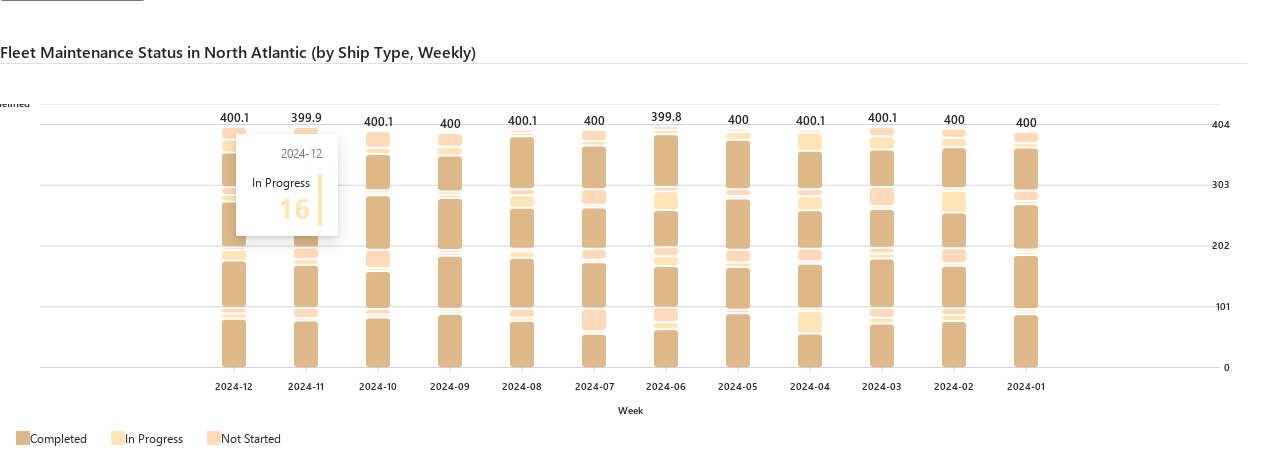 Fleet Maintenance Status in North Atlantic (by Ship Type, Weekly)
400.1 399.9 400.1 400 400.1 400 399.8 400 400.1 400.1 400 400
404
303
202
101
0
2024-12
In Progress
16
2024-12 2024-11 2024-10 2024-09 2024-08 2024-07 2024-06 2024-05 2024-04 2024-03 2024-02 2024-01
Week
Completed In Progress Not Started